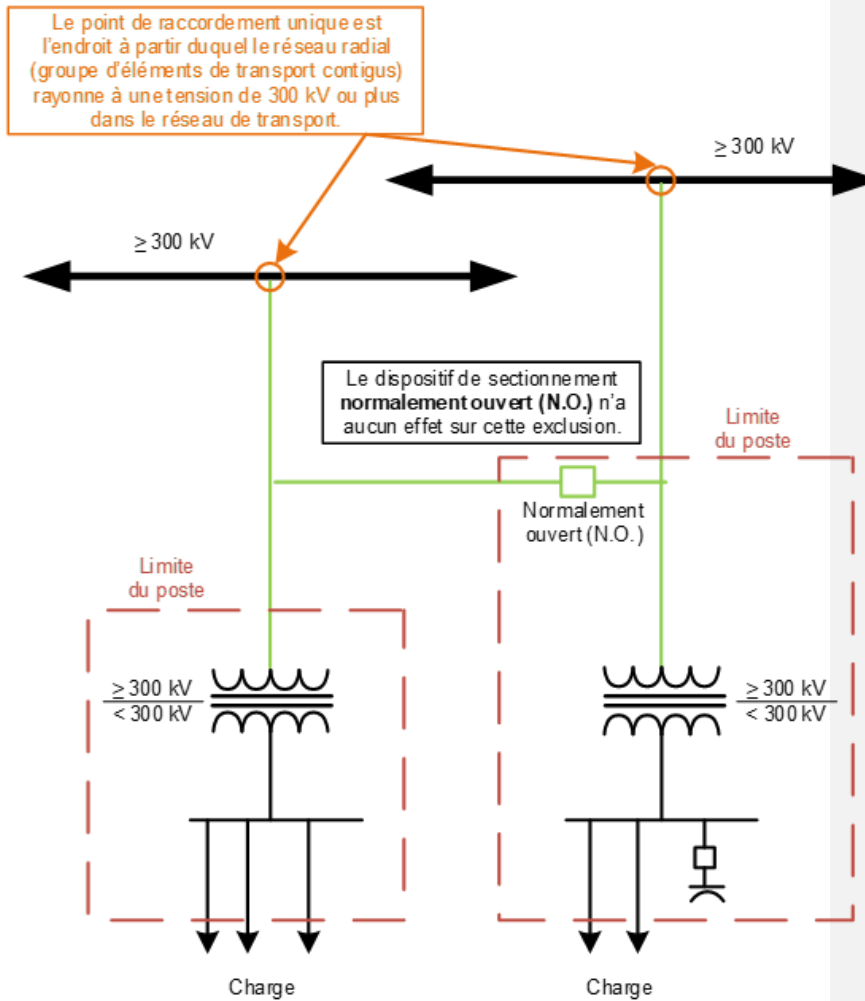 Le point de raccordement unique est
l'endroit à partir duquel le réseau radial
(groupe d'éléments de transport contigus)
rayonne à une tension de 300 kV ou plus
dans le réseau de transport.
≥ 300 kV
≥ 300 kV
Le dispositif de sectionnement
normalement ouvert (N.O.) n'a
aucun effet sur cette exclusion.
Limite
du poste
Normalement
ouvert (N.O.)
Limite
du poste
≥ 300 kV
< 300 kV
≥ 300 kV
< 300 kV
Charge
Charge